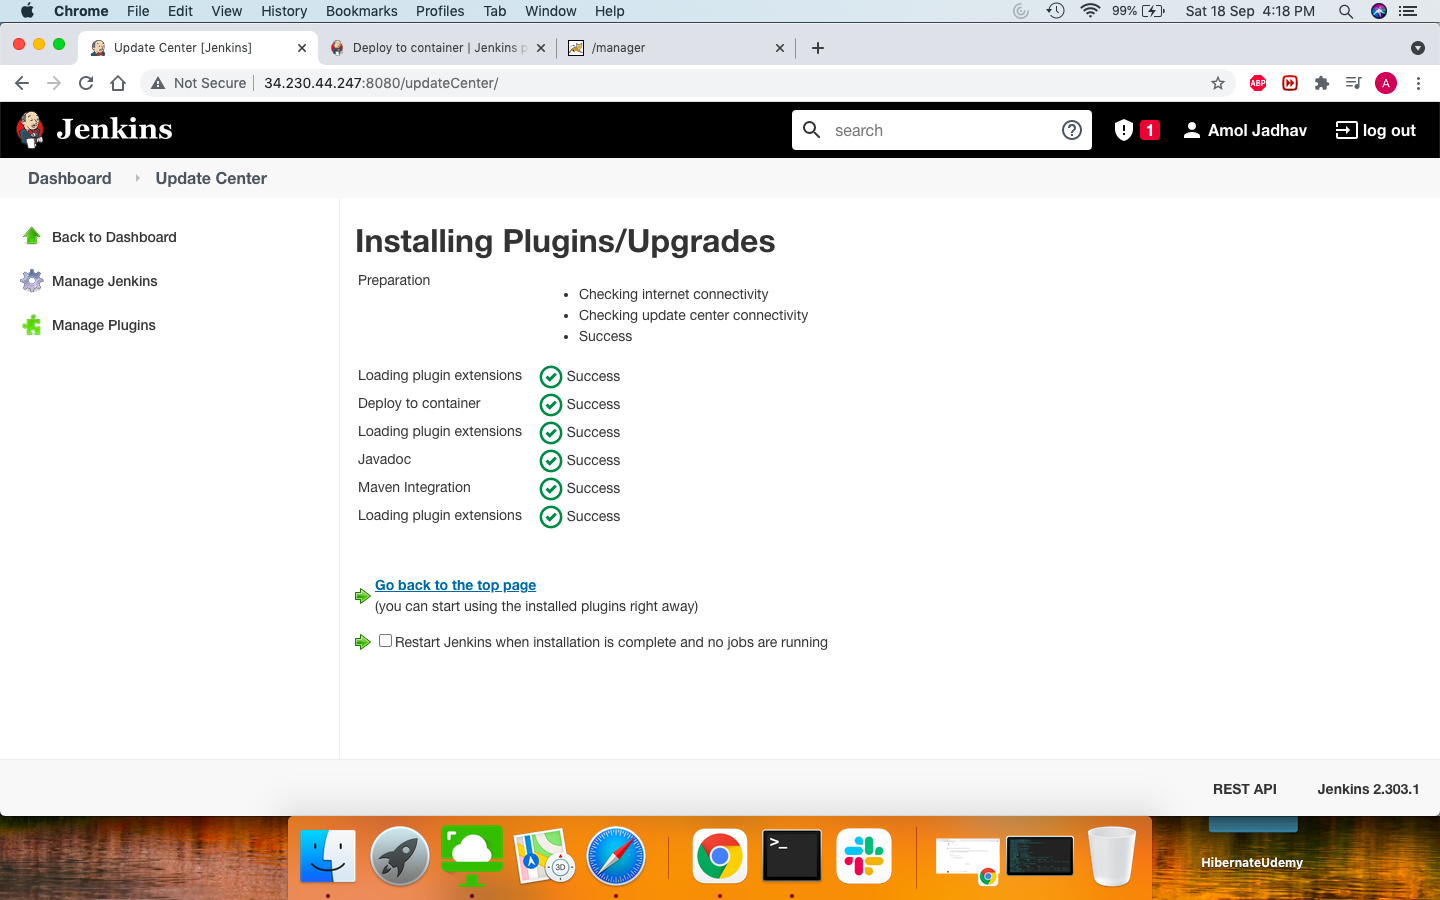 Chrome File Edit View History Bookmarks Profiles Tab Window Help 99% Sat 18 Sep 4:18 PM
Update Center [Jenkins] Deploy to container | Jenkins p /manager
Not Secure 34.230.44.247:8080/updateCenter/ ABP A
Jenkins search 1 Amol Jadhav log out
Dashboard Update Center
Back to Dashboard
Manage Jenkins
Manage Plugins
Installing Plugins/Upgrades
Preparation
Checking internet connectivity
Checking update center connectivity
Success
Loading plugin extensions Success
Deploy to container Success
Loading plugin extensions Success
Javadoc Success
Maven Integration Success
Loading plugin extensions Success
Go back to the top page
(you can start using the installed plugins right away)
Restart Jenkins when installation is complete and no jobs are running
REST API Jenkins 2.303.1
3D
>_
HibernateUdemy